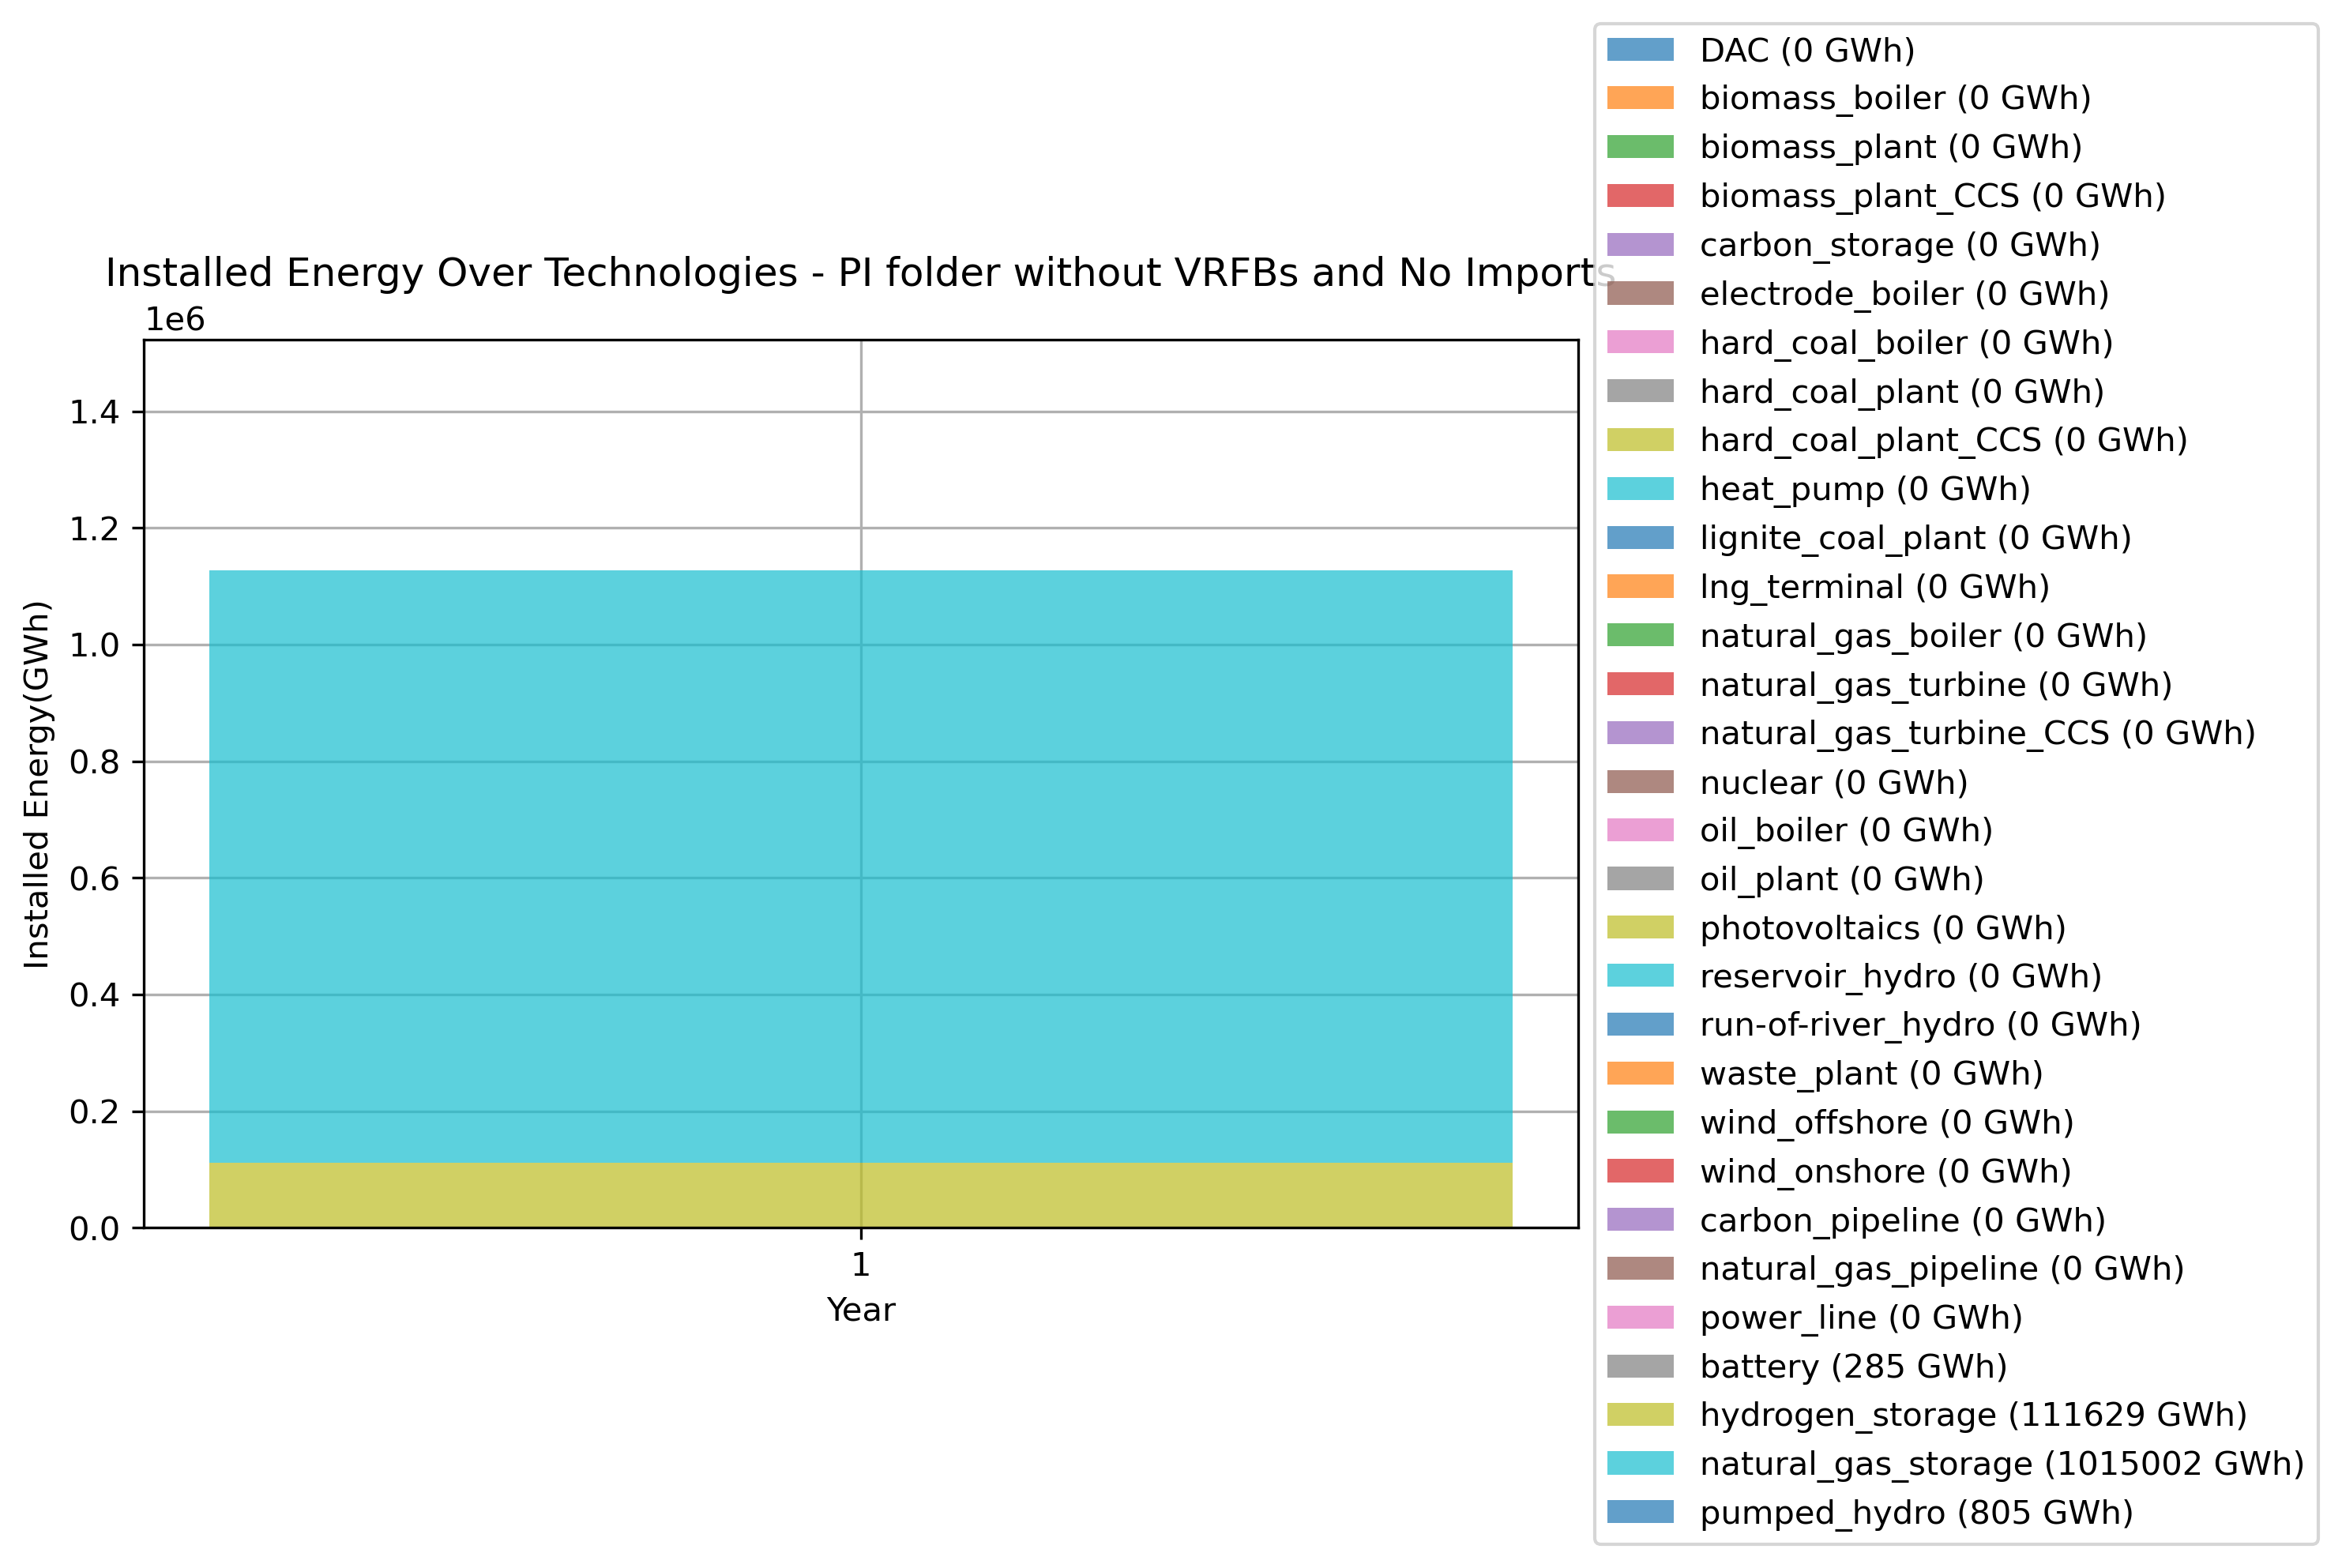 Installed Energy Over Technologies - PI folder without VRFBs and No Imports
1e6
1.4
1.2
1.0
0.8
0.6
0.4
0.2
0.0
Installed Energy(GWh)
1
Year
DAC (0 GWh)
biomass_boiler (0 GWh)
biomass_plant (0 GWh)
biomass_plant_CCS (0 GWh)
carbon_storage (0 GWh)
electrode_boiler (0 GWh)
hard_coal_boiler (0 GWh)
hard_coal_plant (0 GWh)
hard_coal_plant_CCS (0 GWh)
heat_pump (0 GWh)
lignite_coal_plant (0 GWh)
lng_terminal (0 GWh)
natural_gas_boiler (0 GWh)
natural_gas_turbine (0 GWh)
natural_gas_turbine_CCS (0 GWh)
nuclear (0 GWh)
oil_boiler (0 GWh)
oil_plant (0 GWh)
photovoltaics (0 GWh)
reservoir_hydro (0 GWh)
run-of-river_hydro (0 GWh)
waste_plant (0 GWh)
wind_offshore (0 GWh)
wind_onshore (0 GWh)
carbon_pipeline (0 GWh)
natural_gas_pipeline (0 GWh)
power_line (0 GWh)
battery (285 GWh)
hydrogen_storage (111629 GWh)
natural_gas_storage (1015002 GWh)
pumped_hydro (805 GWh)